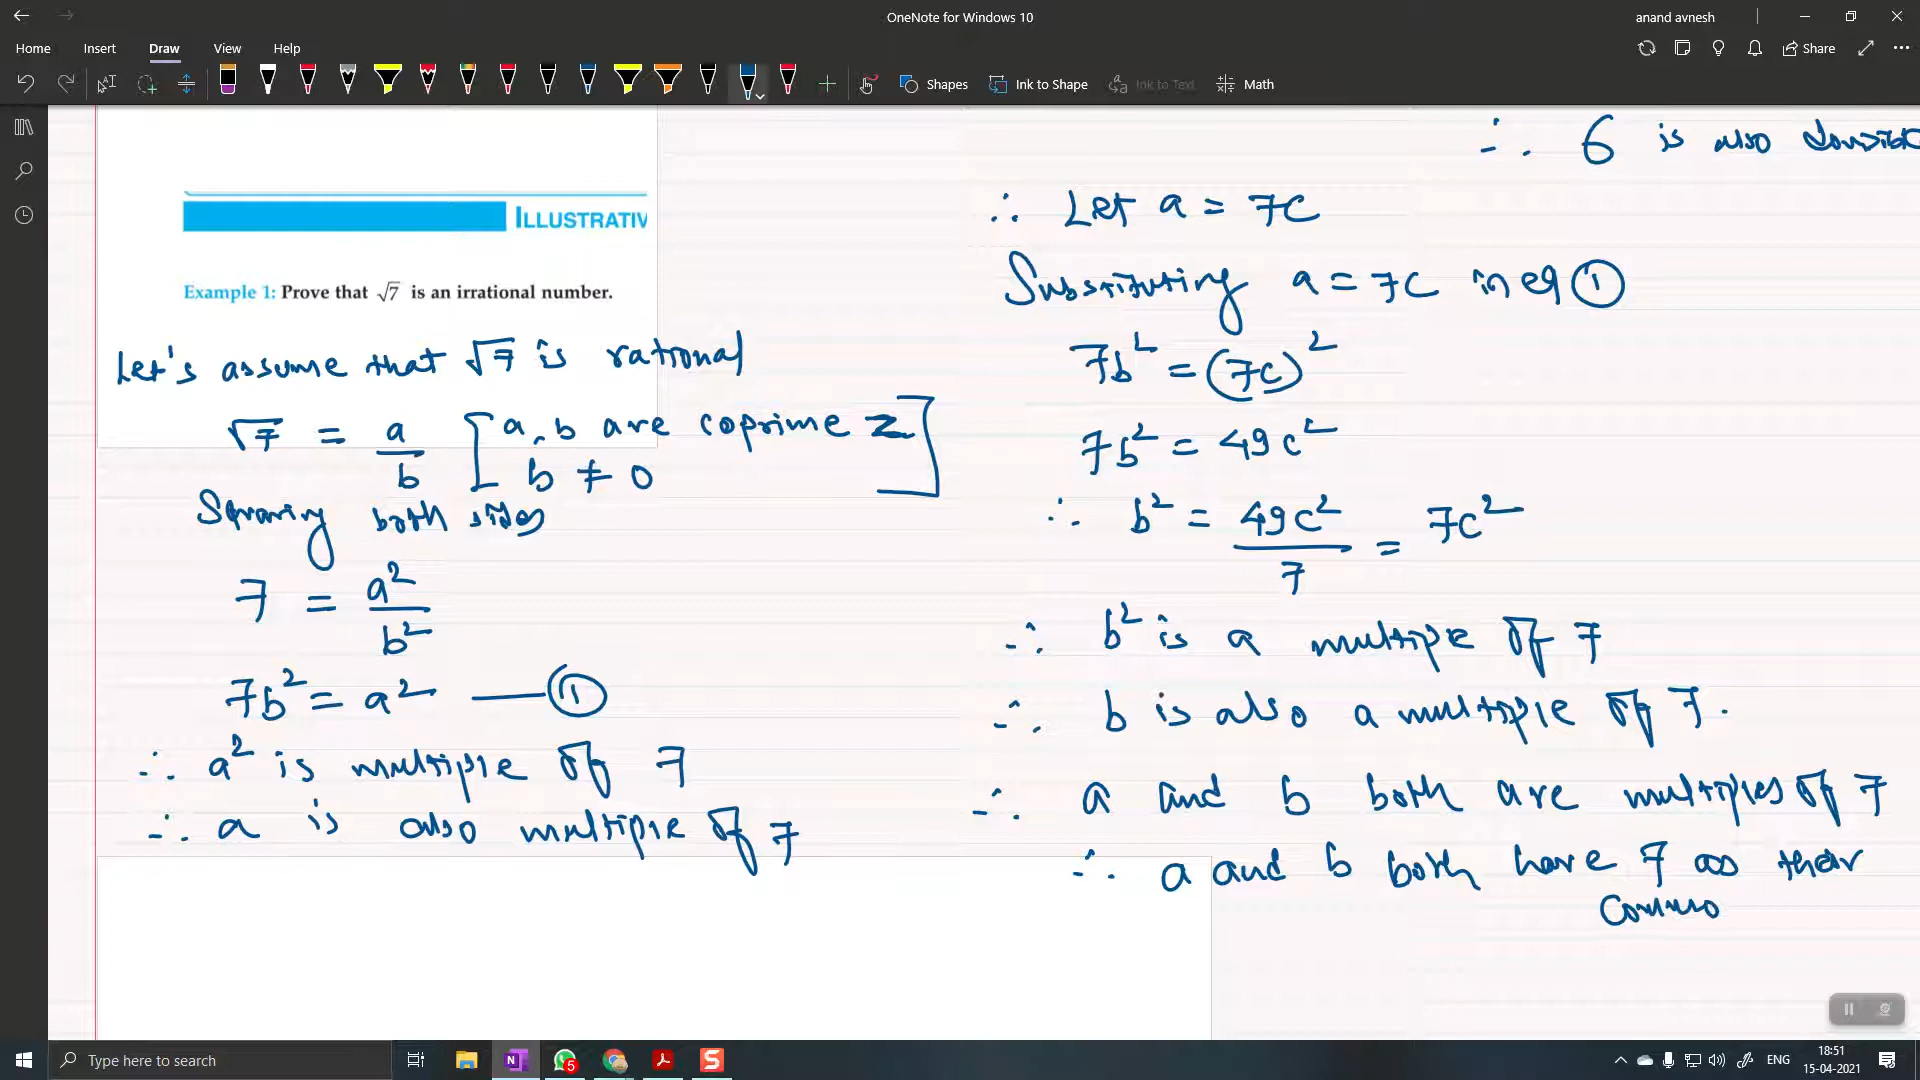 OneNote for Windows 10
anand avnesh
Home Insert Draw View Help
Share
Shapes
Ink to Shape
Ink to Text
Math
ILLUSTRATIV
Example 1: Prove that √7 is an irrational number.
Let's assume that √7 is rational
√7 = a/b [a, b are coprime Z
b ≠ 0]
Squaring both sides
7 = a²/b²
7b² = a² — ①
∴ a² is multiple of 7
∴ a is also multiple of 7
∴ 6 is also
∴ Let a = 7c
Substituting a = 7c in eq ①
7b² = (7c)²
7b² = 49c²
∴ b² = 49c²/7 = 7c²
∴ b² is a multiple of 7
∴ b is also a multiple of 7.
∴ a and b both are multiples of 7
∴ a and b both have 7 as their
Commo
Type here to search
5
ENG
18:51
15-04-2021